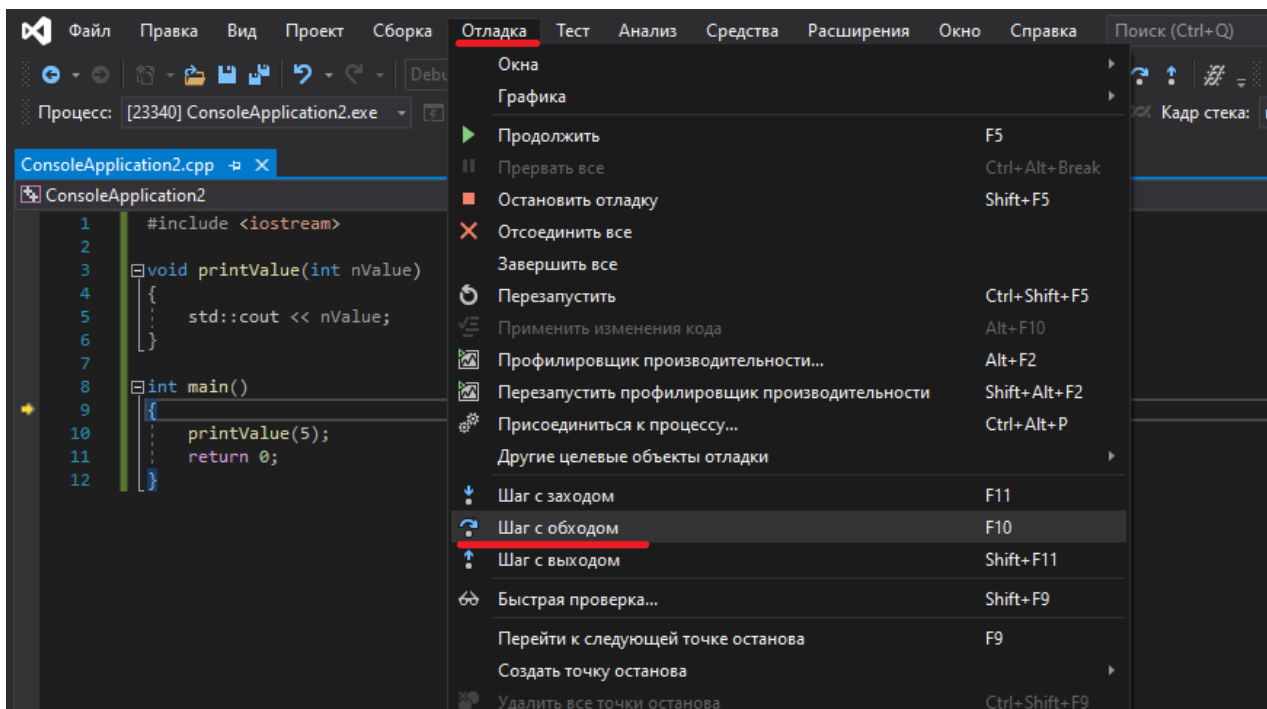 Файл Правка Вид Проект Сборка Отладка Тест Анализ Средства Расширения Окно Справка Поиск (Ctrl+Q)
Debu
Процесс: [23340] ConsoleApplication2.exe
Кадр стека:
ConsoleApplication2.cpp
ConsoleApplication2
1 #include <iostream>
2
3 void printValue(int nValue)
4 {
5 std::cout << nValue;
6 }
7
8 int main()
9 {
10 printValue(5);
11 return 0;
12 }
Окна
Графика
Продолжить F5
Прервать все Ctrl+Alt+Break
Остановить отладку Shift+F5
Отсоединить все
Завершить все
Перезапустить Ctrl+Shift+F5
Применить изменения кода Alt+F10
Профилировщик производительности... Alt+F2
Перезапустить профилировщик производительности Shift+Alt+F2
Присоединиться к процессу... Ctrl+Alt+P
Другие целевые объекты отладки
Шаг с заходом F11
Шаг с обходом F10
Шаг с выходом Shift+F11
Быстрая проверка... Shift+F9
Перейти к следующей точке останова F9
Создать точку останова
Удалить все точки останова Ctrl+Shift+F9